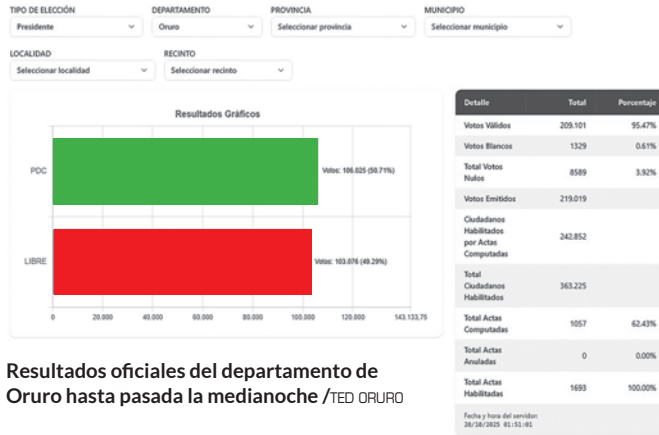 TIPO DE ELECCIÓN DEPARTAMENTO PROVINCIA MUNICIPIO
Presidente Oruro Seleccionar provincia Seleccionar municipio
LOCALIDAD RECINTO
Seleccionar localidad Seleccionar recinto
Resultados Gráficos
PDC Votos: 106.025 (50.71%)
LIBRE Votos: 103.076 (49.29%)
0 20.000 40.000 60.000 80.000 100.000 120.000 143.133,75
Detalle Total Porcentaje
Votos Válidos 209.101 95.47%
Votos Blancos 1329 0.61%
Total Votos
Nulos 8589 3.92%
Votos Emitidos 219.019
Ciudadanos
Habilitados
por Actas
Computadas 242.852
Total
Ciudadanos
Habilitados 363.225
Total Actas
Computadas 1057 62.43%
Total Actas
Anuladas 0 0.00%
Total Actas
Habilitadas 1693 100.00%
Fecha y hora del servidor:
20/10/2025 01:51:01
Resultados oficiales del departamento de
Oruro hasta pasada la medianoche /TED ORURO